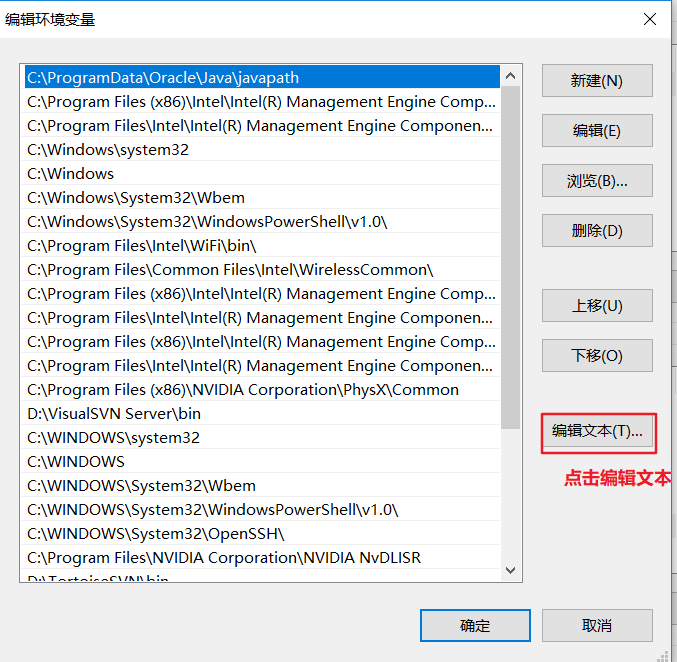 编辑环境变量
C:\ProgramData\Oracle\Java\javapath
C:\Program Files (x86)\Intel\Intel(R) Management Engine Comp...
C:\Program Files\Intel\Intel(R) Management Engine Componen...
C:\Windows\system32
C:\Windows
C:\Windows\System32\Wbem
C:\Windows\System32\WindowsPowerShell\v1.0\
C:\Program Files\Intel\WiFi\bin\
C:\Program Files\Common Files\Intel\WirelessCommon\
C:\Program Files (x86)\Intel\Intel(R) Management Engine Comp...
C:\Program Files\Intel\Intel(R) Management Engine Componen...
C:\Program Files (x86)\Intel\Intel(R) Management Engine Comp...
C:\Program Files\Intel\Intel(R) Management Engine Componen...
C:\Program Files (x86)\NVIDIA Corporation\PhysX\Common
D:\VisualSVN Server\bin
C:\WINDOWS\system32
C:\WINDOWS
C:\WINDOWS\System32\Wbem
C:\WINDOWS\System32\WindowsPowerShell\v1.0\
C:\WINDOWS\System32\OpenSSH\
C:\Program Files\NVIDIA Corporation\NVIDIA NvDLISR
D:\TortoiseSVN\bin
新建(N)
编辑(E)
浏览(B)...
删除(D)
上移(U)
下移(O)
编辑文本(T)...
点击编辑文本
确定
取消